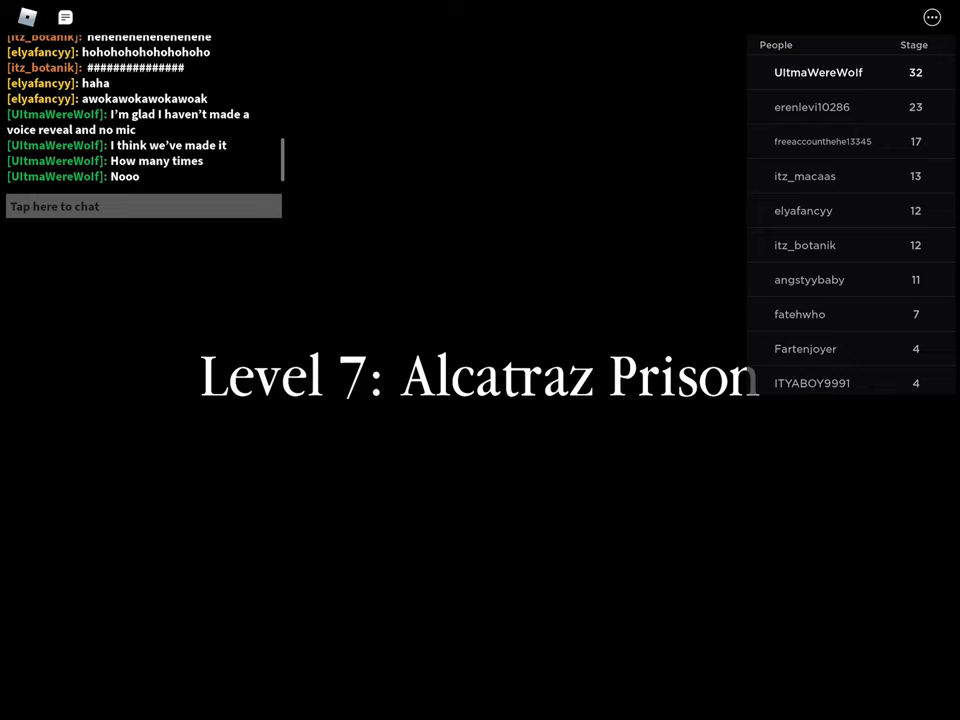 [itz_botanik]: hehehehehehehehe
[elyafancyy]: hohohohohohohohoho
[itz_botanik]: ###############
[elyafancyy]: haha
[elyafancyy]: awokawokawokawoak
[UltmaWereWolf]: I'm glad I haven't made a
voice reveal and no mic
[UltmaWereWolf]: I think we've made it
[UltmaWereWolf]: How many times
[UltmaWereWolf]: Nooo
Tap here to chat
People Stage
UltmaWereWolf 32
erenlevi10286 23
freeaccounthehe13345 17
itz_macaas 13
elyafancyy 12
itz_botanik 12
angstyybaby 11
fatehwho 7
Fartenjoyer 4
ITYABOY9991 4
Level 7: Alcatraz Prison